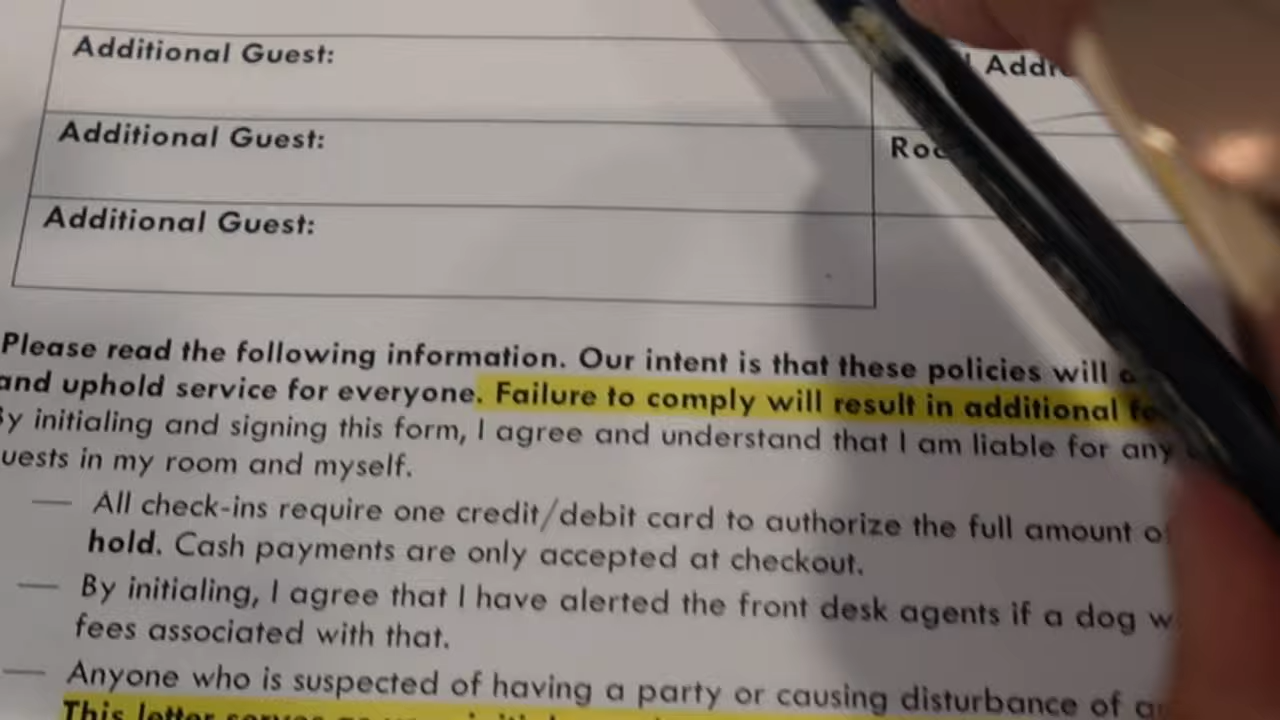 Additional Guest:
Additional Guest:
Additional Guest:
Please read the following information. Our intent is that these policies will
and uphold service for everyone. Failure to comply will result in additional
By initiating and signing this form, I agree and understand that I am liable for any
in my room and myself.
All check-ins require one credit/debit card to authorize the full amount
hold. Cash payments are only accepted at checkout.
By initialing, I agree that I have alerted the front desk agents if a dog
fees associated with that.
Anyone who is suspected of having a party or causing disturbance of
This letter